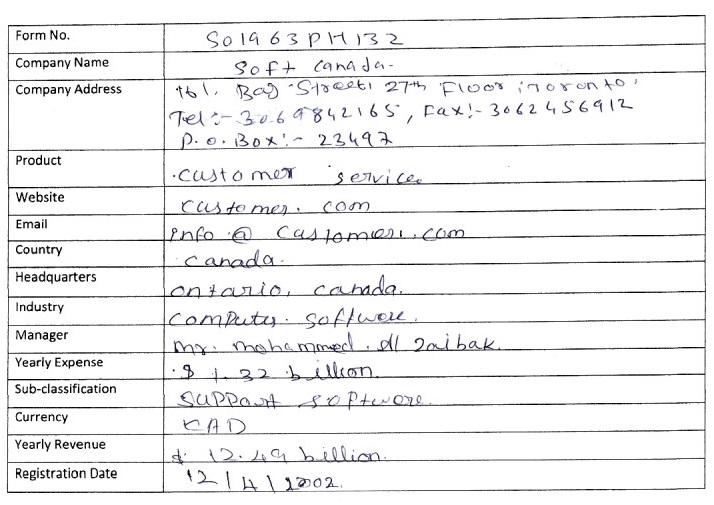 Form No. SO1963PH132
Company Name Soft Canada.
Company Address 161, Bay Street, 27th Floor, Toronto,
Tel :- 3069842165, Fax :- 3062456912
P.O. Box :- 23497
Product customer service
Website customer.com
Email info@customer.com
Country Canada.
Headquarters Ontario, Canada.
Industry Computer Software.
Manager Mr. Mohammed. Al Zaibak.
Yearly Expense $ 1.32 billion.
Sub-classification Support software.
Currency CAD
Yearly Revenue $ 12.49 billion.
Registration Date 12/4/2002.